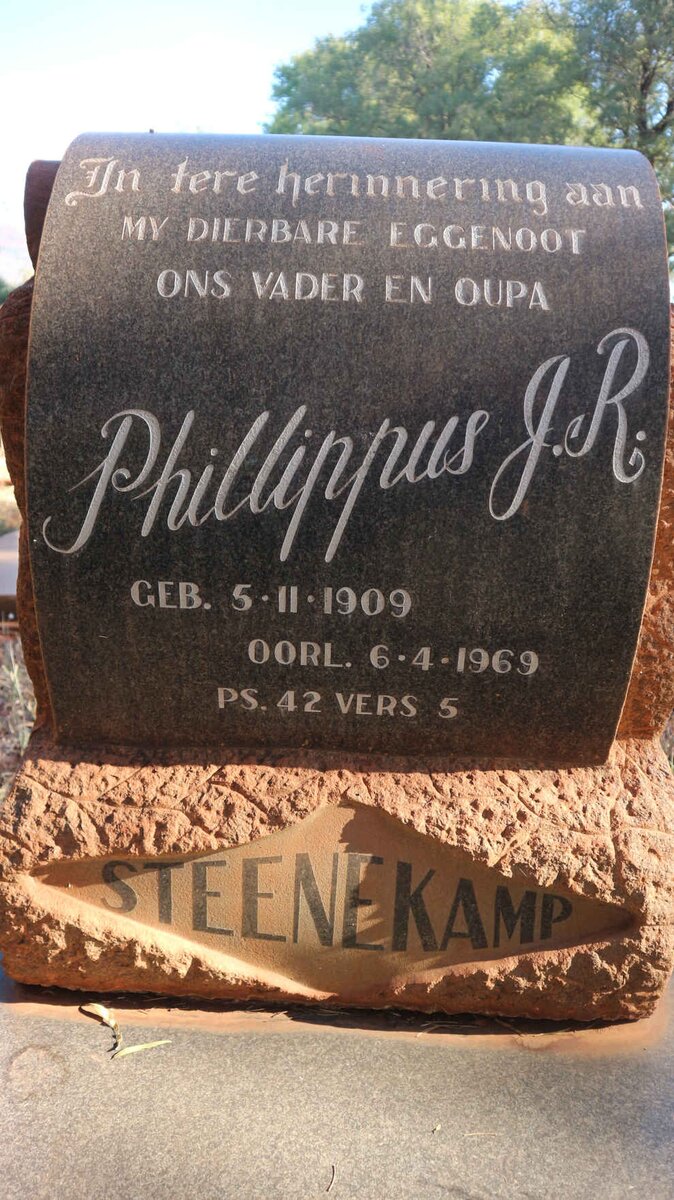 In tere herinnering aan
MY DIERBARE EGGENOOT
ONS VADER EN OUPA
Phillippus J.R.
GEB. 5·11·1909
OORL. 6·4·1969
PS. 42 VERS 5
STEENEKAMP